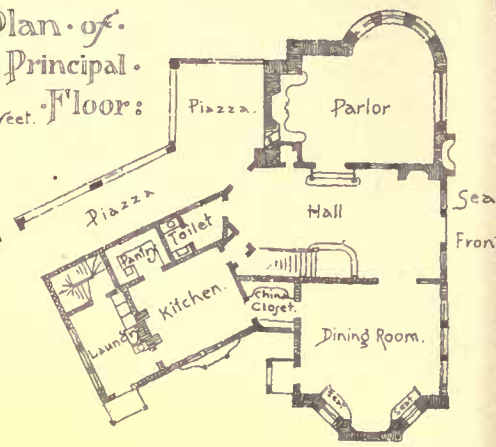 Plan · of ·
Principal ·
· Floor :
Piazza.
Parlor
Piazza
Hall
Sea
Front
Toilet
Pantry
Kitchen.
China
Closet.
Laundry
Dining Room.
Seat
Seat